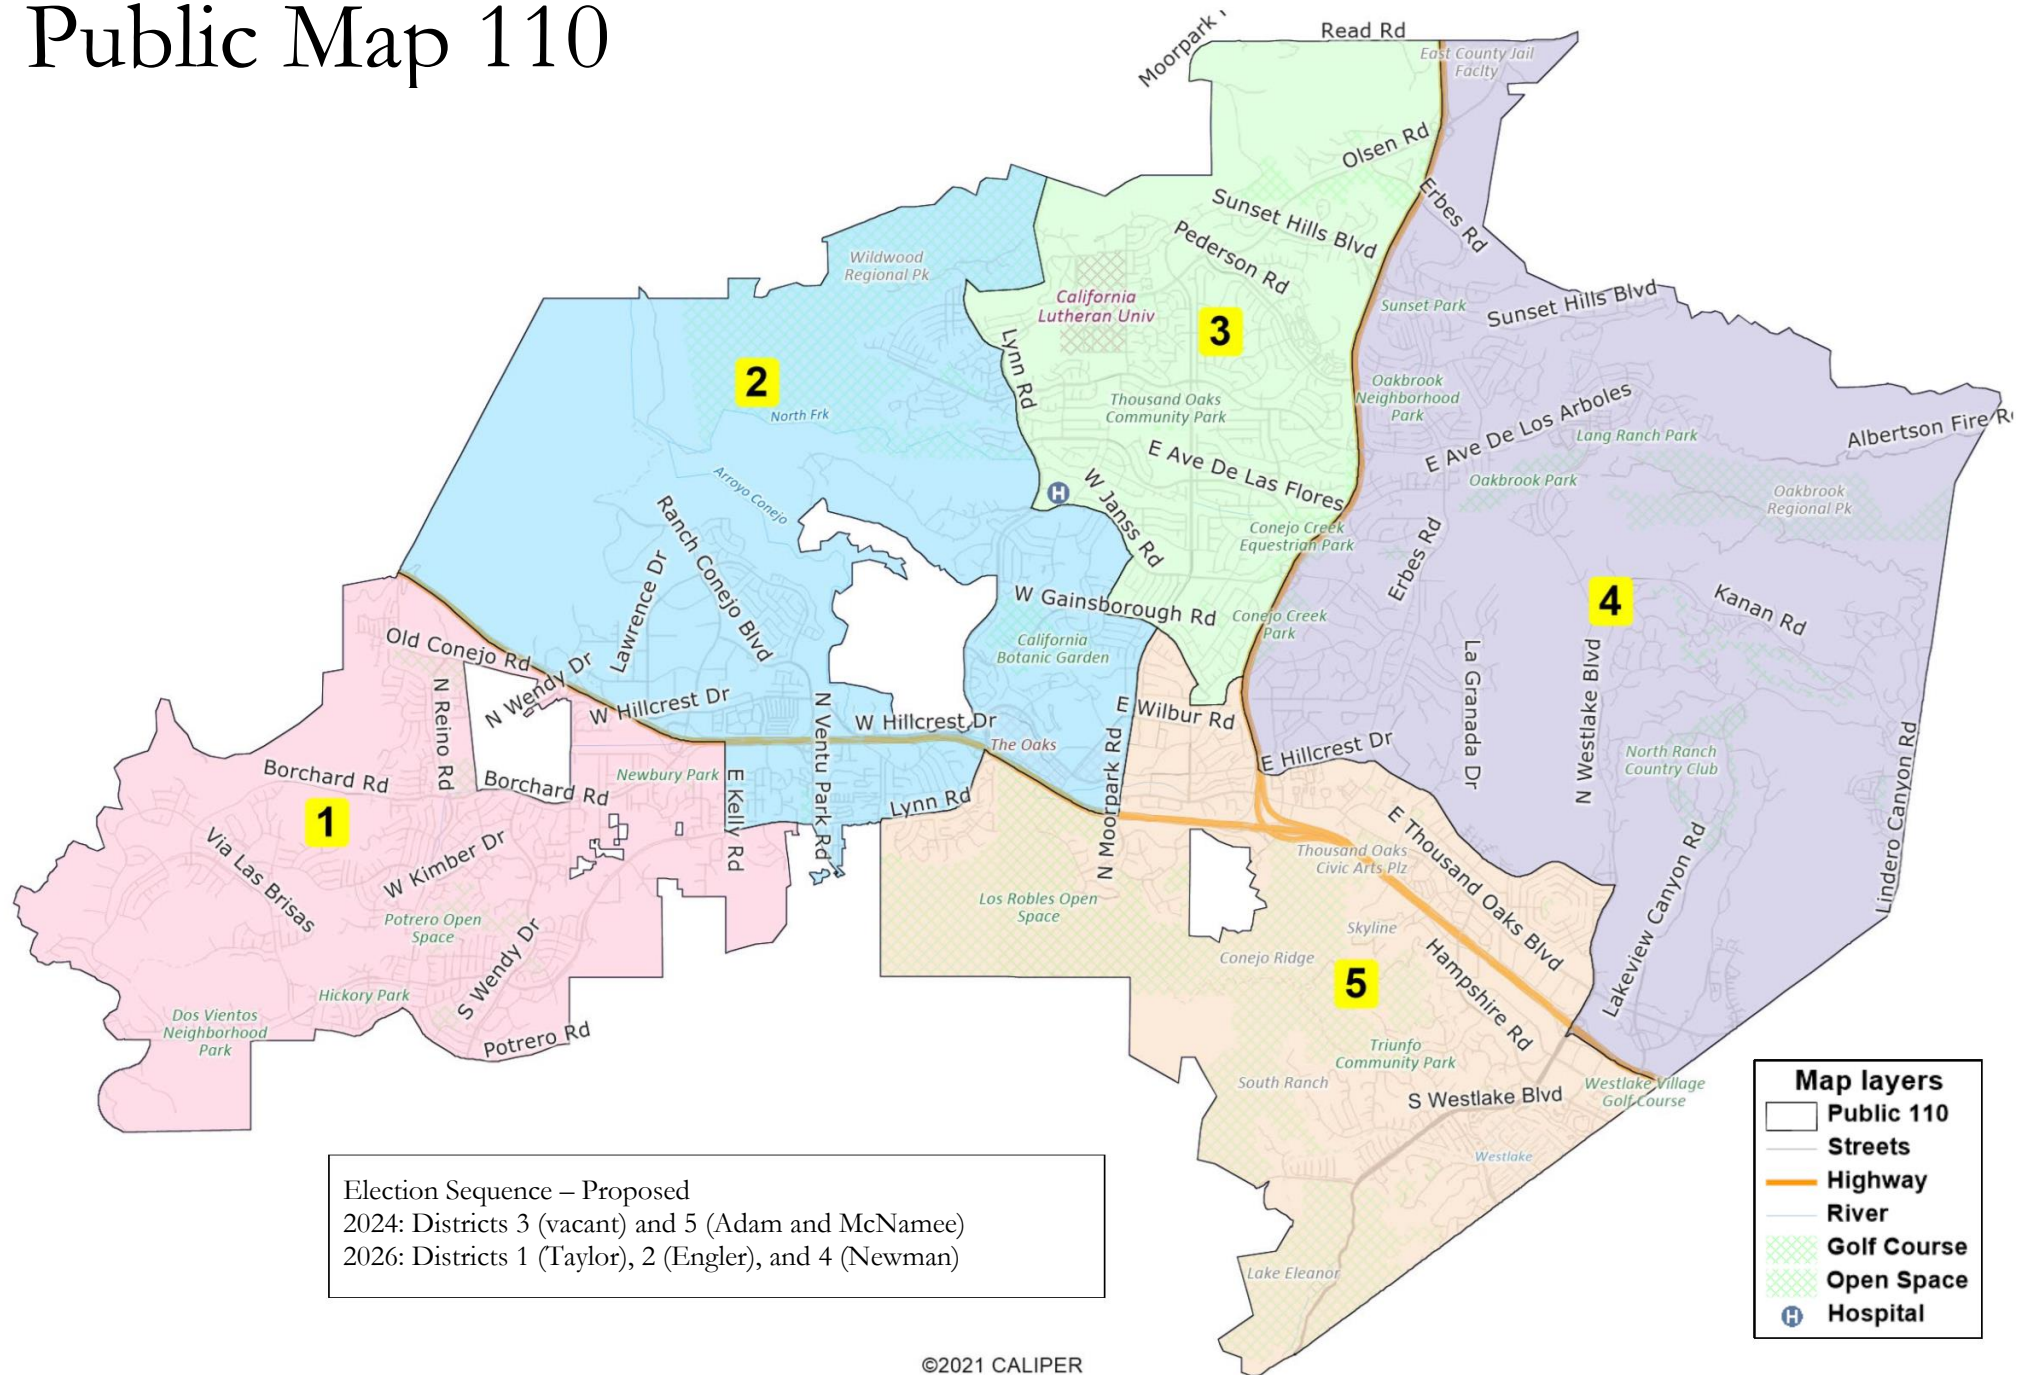 Public Map 110
Read Rd
Moorpark
East County Jail
Faclty
Olsen Rd
Erbes Rd
Sunset Hills Blvd
Pederson Rd
Wildwood
Regional Pk
California
Lutheran Univ
3
Sunset Park
Sunset Hills Blvd
Lynn Rd
2
North Frk
Thousand Oaks
Community Park
Oakbrook
Neighborhood
Park
E Ave De Los Arboles
Lang Ranch Park
Albertson Fire R
E Ave De Las Flores
Oakbrook Park
Oakbrook
Regional Pk
Arroyo Conejo
H
W Janss Rd
Conejo Creek
Equestrian Park
Ranch Conejo Blvd
Lawrence Dr
Erbes Rd
4
Kanan Rd
W Gainsborough Rd
Conejo Creek
Park
California
Botanic Garden
Old Conejo Rd
N Wendy Dr
N Reino Rd
W Hillcrest Dr
N Ventu Park Rd
W Hillcrest Dr
The Oaks
E Wilbur Rd
N Moorpark Rd
E Hillcrest Dr
La Granada Dr
N Westlake Blvd
North Ranch
Country Club
Lindero Canyon Rd
Borchard Rd
Borchard Rd
Newbury Park
E Kelly Rd
Lynn Rd
1
Via Las Brisas
W Kimber Dr
Potrero Open
Space
S Wendy Dr
Hickory Park
Dos Vientos
Neighborhood
Park
Potrero Rd
Los Robles Open
Space
Thousand Oaks
Civic Arts Plz
E Thousand Oaks Blvd
Skyline
Conejo Ridge
5
Hampshire Rd
Lakeview Canyon Rd
Triunfo
Community Park
South Ranch
S Westlake Blvd
Westlake Village
Golf Course
Westlake
Lake Eleanor
Election Sequence – Proposed
2024: Districts 3 (vacant) and 5 (Adam and McNamee)
2026: Districts 1 (Taylor), 2 (Engler), and 4 (Newman)
Map layers
Public 110
Streets
Highway
River
Golf Course
Open Space
H Hospital
©2021 CALIPER